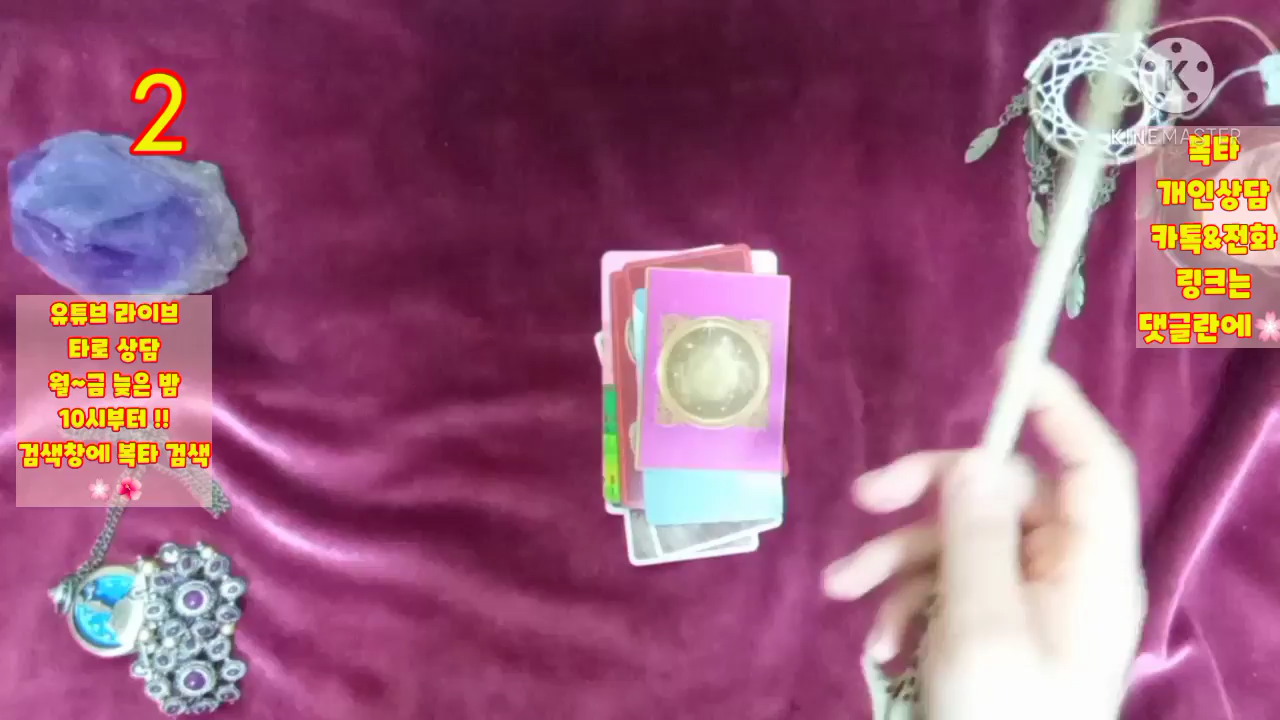 2
유튜브 라이브
타로 상담
월~금 늦은 밤
10시부터 !!
검색창에 복타 검색
K
KINEMASTER
복타
개인상담
카톡&전화
링크는
댓글란에